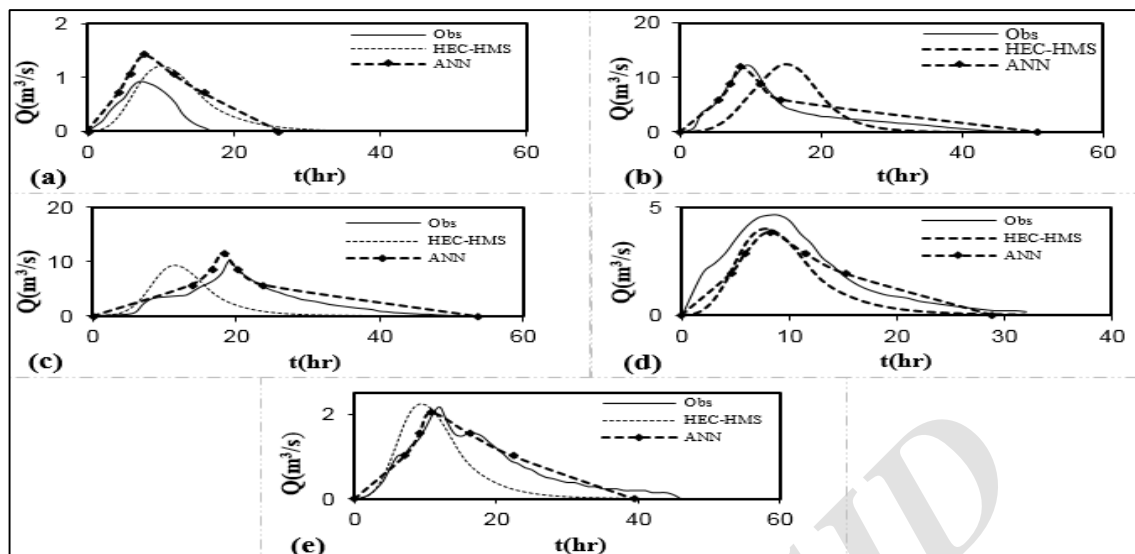 2
1
0
Q(m³/s)
0
20
40
60
t(hr)
Obs
HEC-HMS
ANN
(a)
20
10
0
Q(m³/s)
0
20
40
60
t(hr)
Obs
HEC-HMS
ANN
(b)
20
10
0
Q(m³/s)
0
20
40
60
t(hr)
Obs
HEC-HMS
ANN
(c)
5
0
Q(m³/s)
0
10
20
30
40
t(hr)
Obs
HEC-HMS
ANN
(d)
2
0
Q(m³/s)
0
20
40
60
t(hr)
Obs
HEC-HMS
ANN
(e)